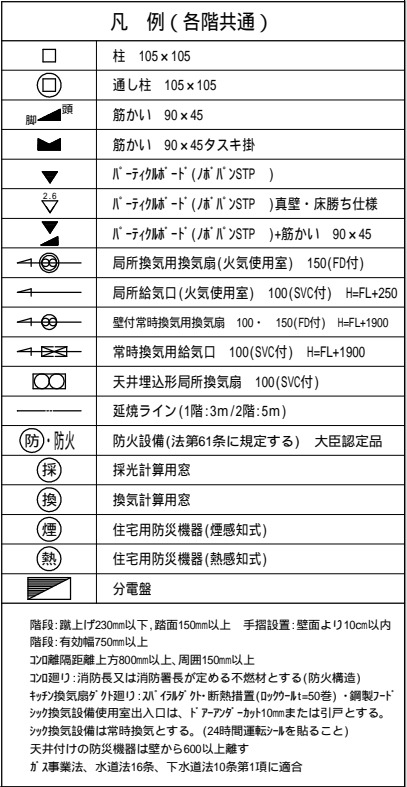 凡 例(各階共通)
柱 105×105
通し柱 105×105
脚 頭 筋かい 90×45
筋かい 90×45タスキ掛
ﾊﾟｰﾃｨｸﾙﾎﾞｰﾄﾞ(ﾉﾎﾞﾊﾟﾝSTP )
2.6 ﾊﾟｰﾃｨｸﾙﾎﾞｰﾄﾞ(ﾉﾎﾞﾊﾟﾝSTP )真壁・床勝ち仕様
ﾊﾟｰﾃｨｸﾙﾎﾞｰﾄﾞ(ﾉﾎﾞﾊﾟﾝSTP )+筋かい 90×45
局所換気用換気扇(火気使用室) 150(FD付)
局所給気口(火気使用室) 100(SVC付) H=FL+250
壁付常時換気用換気扇 100・ 150(FD付) H=FL+1900
常時換気用給気口 100(SVC付) H=FL+1900
天井埋込形局所換気扇 100(SVC付)
延焼ライン(1階:3m/2階:5m)
防・防火 防火設備(法第61条に規定する) 大臣認定品
採 採光計算用窓
換 換気計算用窓
煙 住宅用防災機器(煙感知式)
熱 住宅用防災機器(熱感知式)
分電盤
階段:蹴上げ230㎜以下,踏面150㎜以上 手摺設置:壁面より10㎝以内
階段:有効幅750㎜以上
ｺﾝﾛ離隔距離上方800㎜以上、周囲150㎜以上
ｺﾝﾛ廻り:消防長又は消防署長が定める不燃材とする(防火構造)
ｷｯﾁﾝ換気扇ﾀﾞｸﾄ廻り:ｽﾊﾟｲﾗﾙﾀﾞｸﾄ・断熱措置(ﾛｯｸｳｰﾙt=50巻)・鋼製ﾌｰﾄﾞ
ｼｯｸ換気設備使用室出入口は、ﾄﾞｱｰｱﾝﾀﾞｰｶｯﾄ10㎜または引戸とする。
ｼｯｸ換気設備は常時換気とする。(24時間運転ｼｰﾙを貼ること)
天井付けの防災機器は壁から600以上離す
ｶﾞｽ事業法、水道法16条、下水道法10条第1項に適合